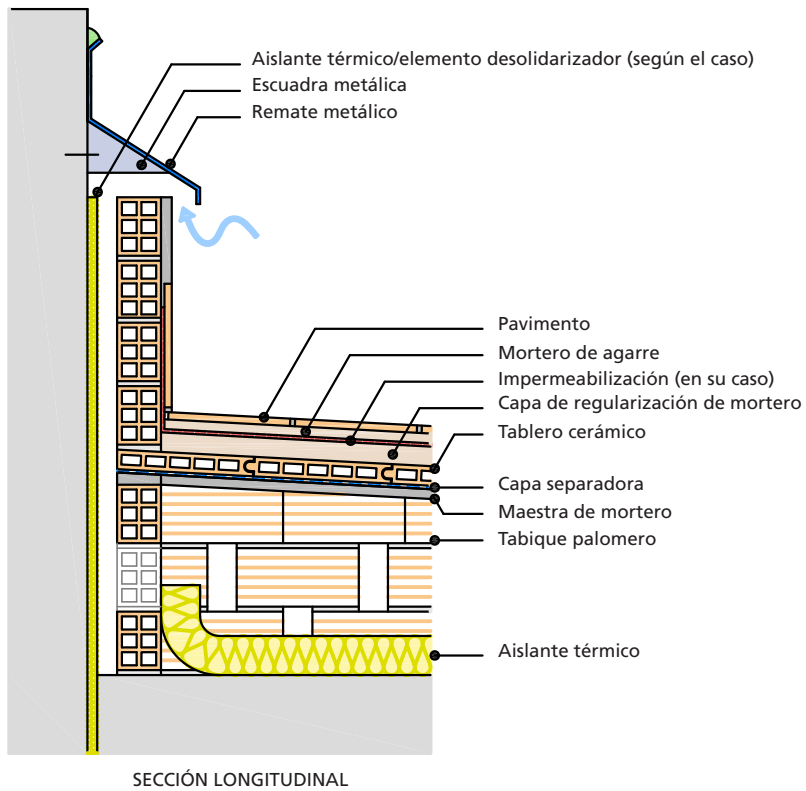 Aislante térmico/elemento desolidarizador (según el caso)
Escuadra metálica
Remate metálico
Pavimento
Mortero de agarre
Impermeabilización (en su caso)
Capa de regularización de mortero
Tablero cerámico
Capa separadora
Maestra de mortero
Tabique palomero
Aislante térmico
SECCIÓN LONGITUDINAL